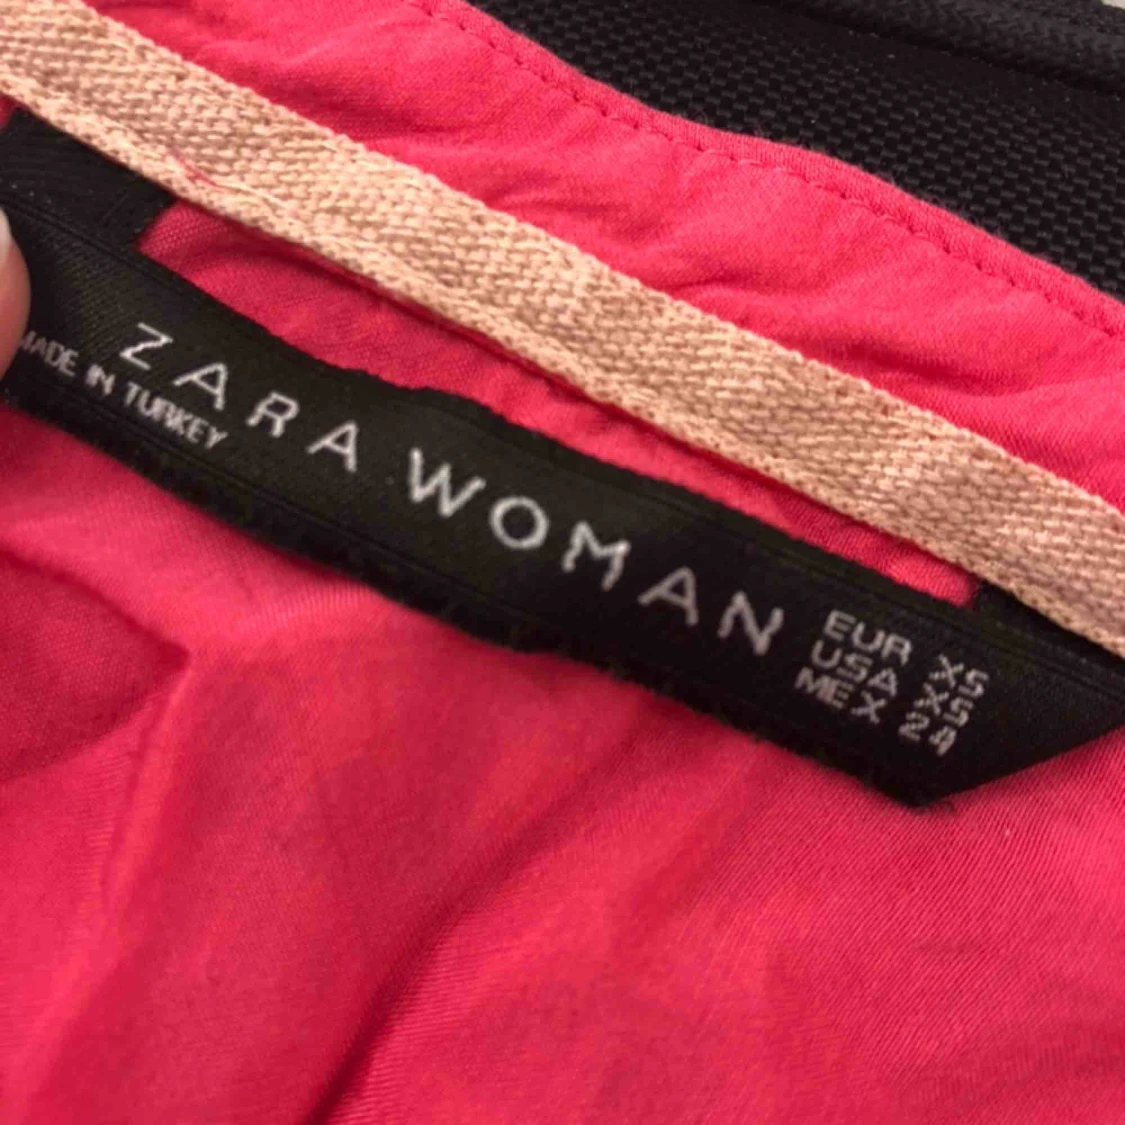 ZARA WOMAN
MADE IN TURKEY
EUR XS
USA XS
MEX 24